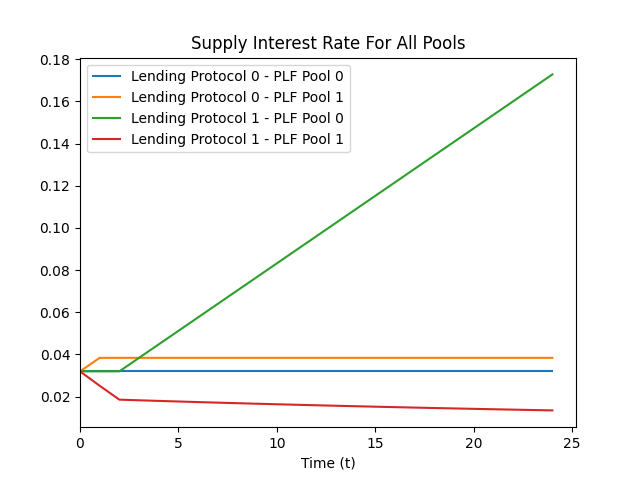 Supply Interest Rate For All Pools
Lending Protocol 0 - PLF Pool 0
Lending Protocol 0 - PLF Pool 1
Lending Protocol 1 - PLF Pool 0
Lending Protocol 1 - PLF Pool 1
0.18
0.16
0.14
0.12
0.10
0.08
0.06
0.04
0.02
0 5 10 15 20 25
Time (t)